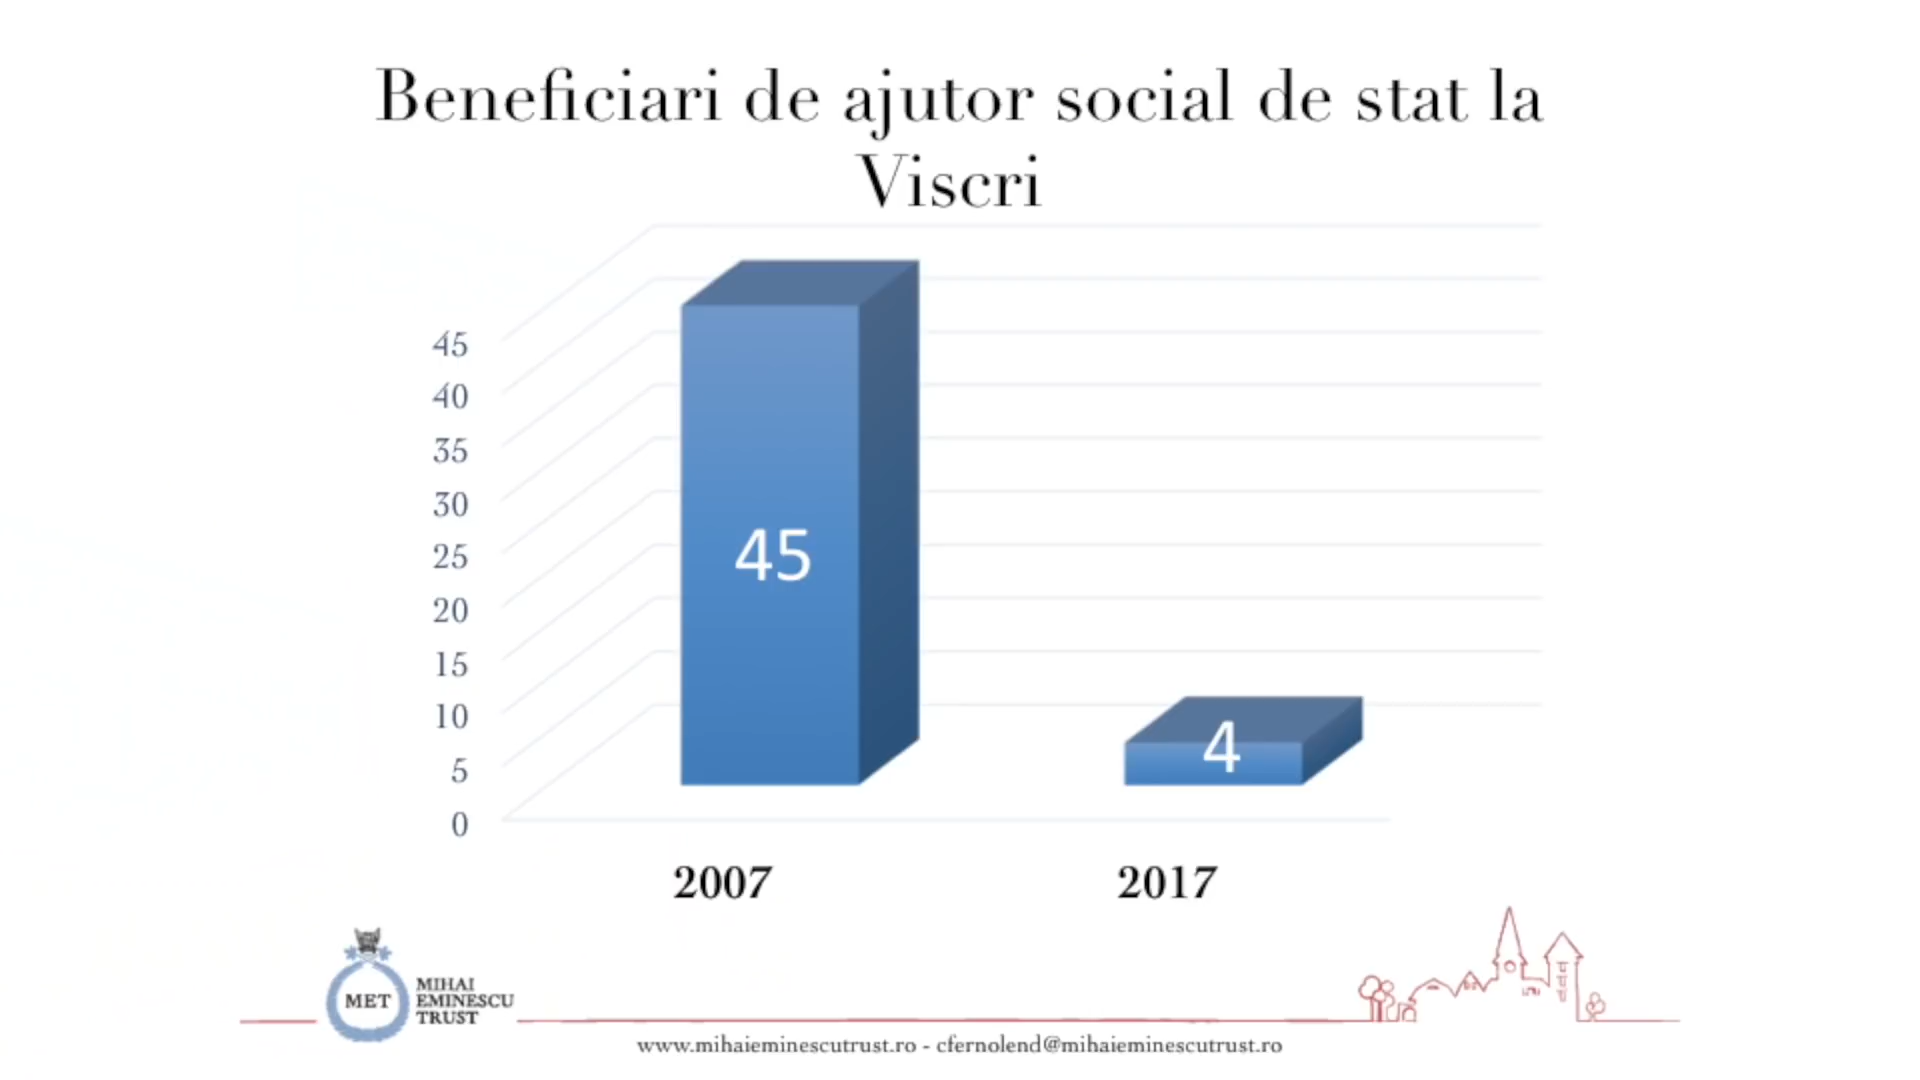 Beneficiari de ajutor social de stat la
Viscri
45
40
35
30
25
20
15
10
5
0
45
4
2007
2017
MET
MIHAI
EMINESCU
TRUST
www.mihaieminescutrust.ro - cfernolend@mihaieminescutrust.ro